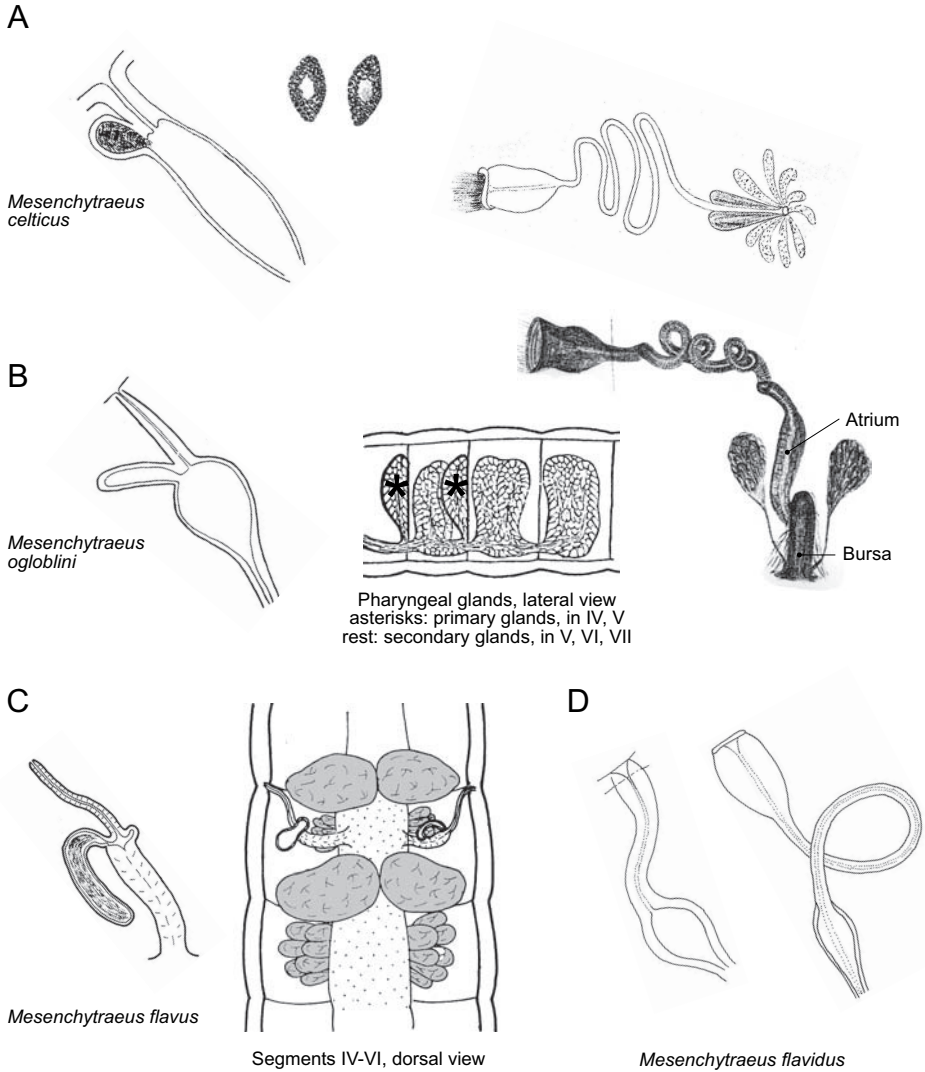 A
Mesenchytraeus
celticus
B
Atrium
Bursa
Mesenchytraeus
ogloblini
Pharyngeal glands, lateral view
asterisks: primary glands, in IV, V
rest: secondary glands, in V, VI, VII
C
D
Mesenchytraeus flavus
Segments IV-VI, dorsal view
Mesenchytraeus flavidus